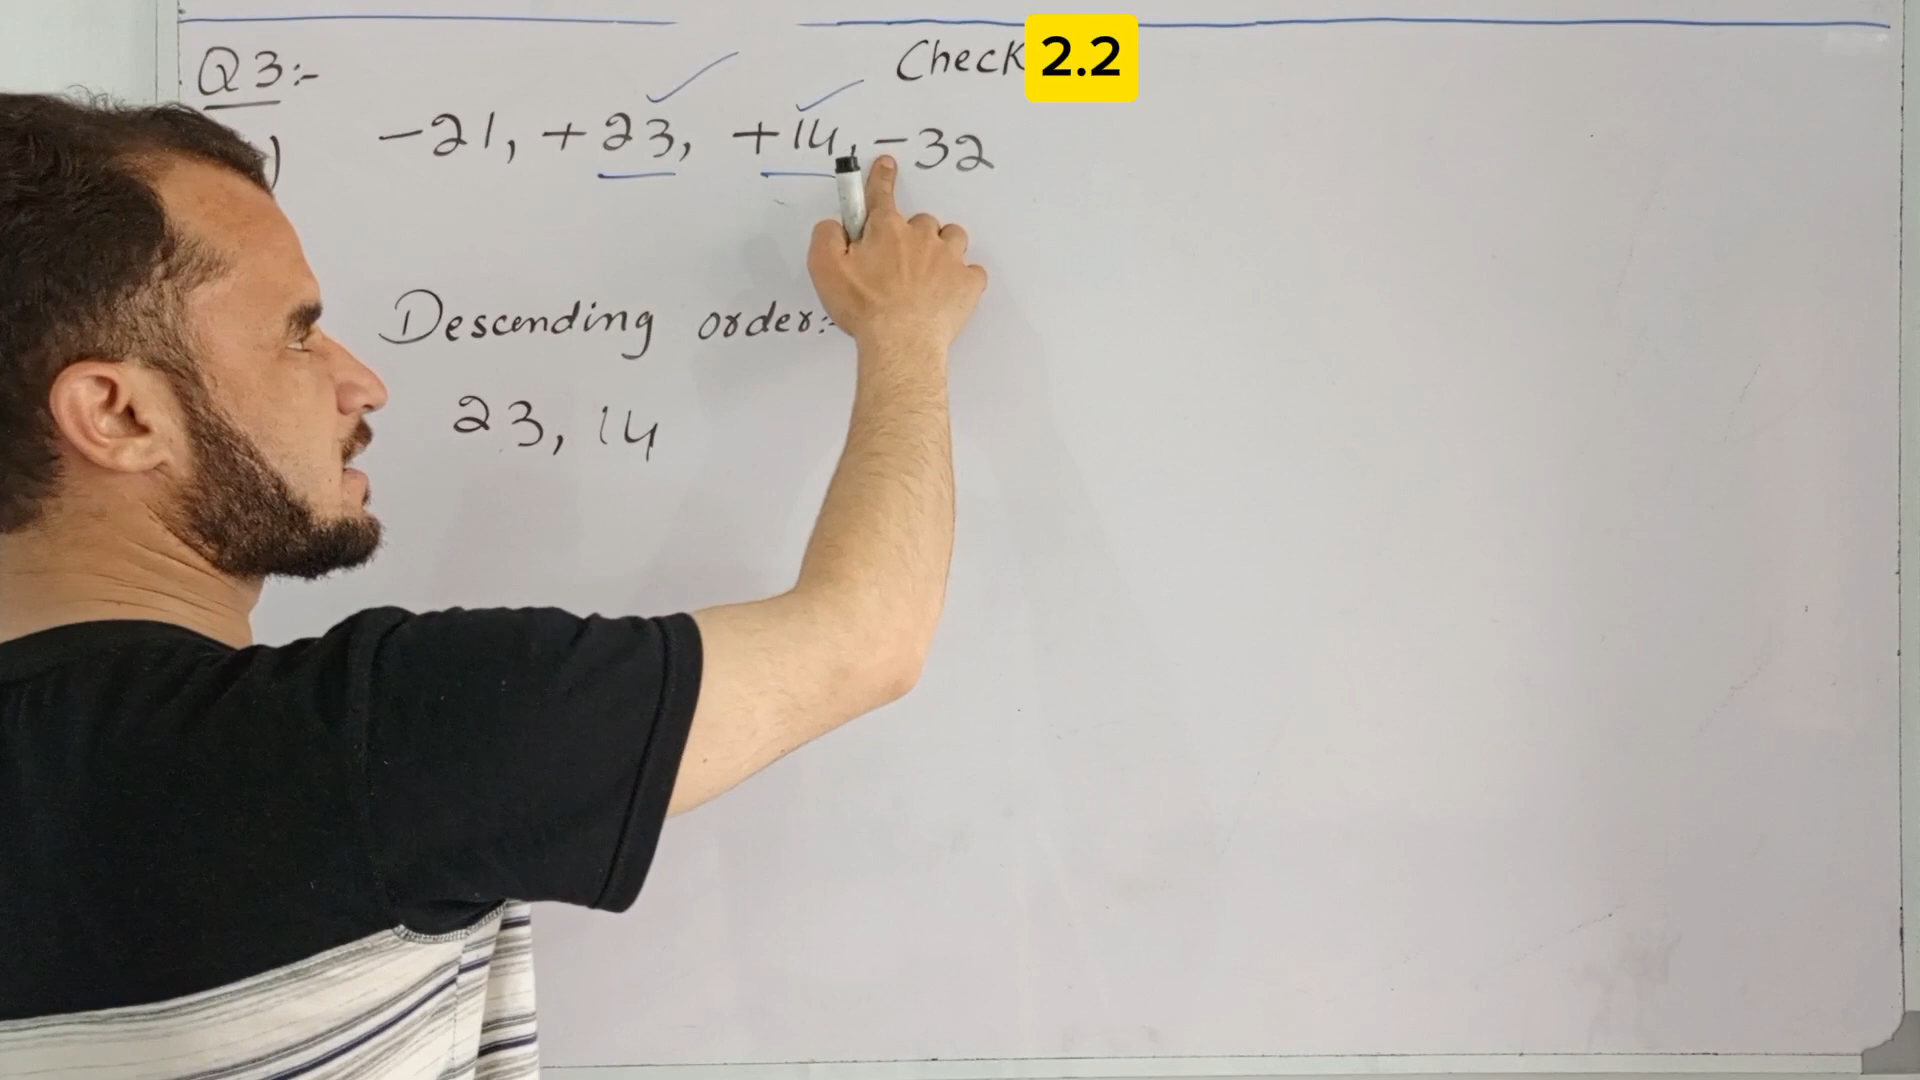 Check 2.2
Q3:-
)
-21, +23, +14, -32
Descending order:-
23, 14